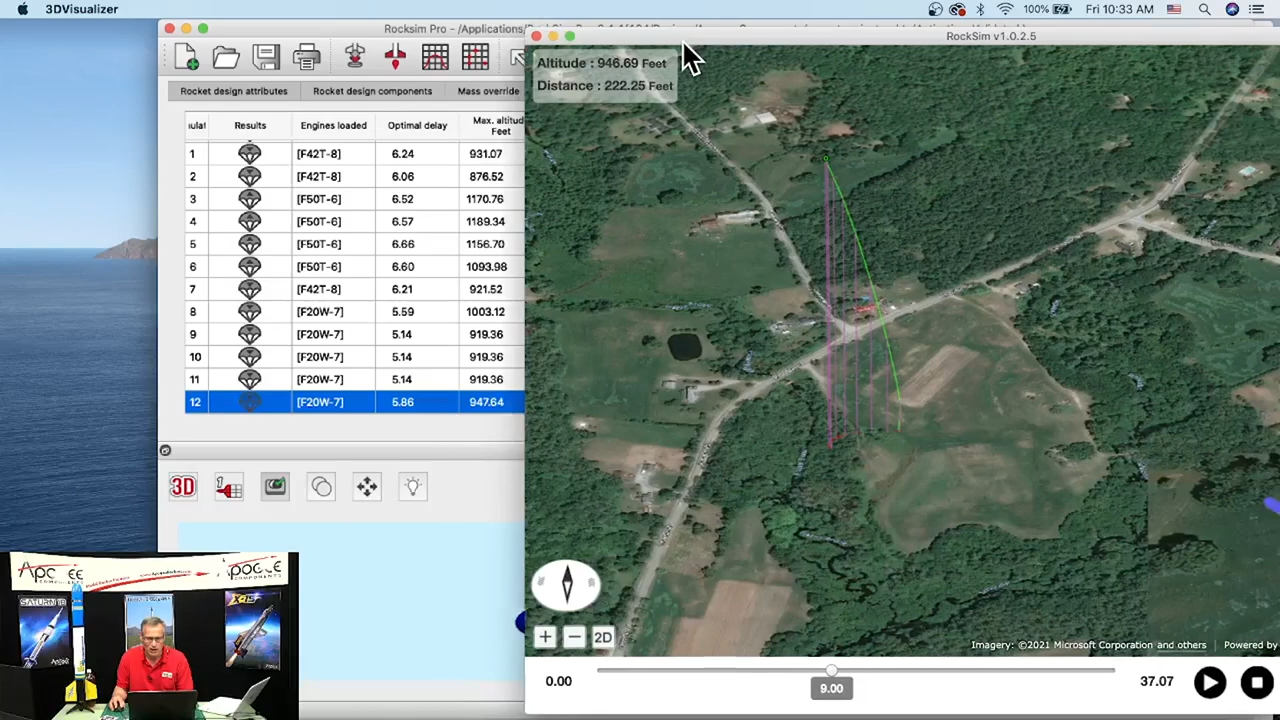 3DVisualizer
100%
Fri 10:33 AM
Rocksim Pro - /Applications/
RockSim v1.0.2.5
Altitude : 946.69 Feet
Distance : 222.25 Feet
Rocket design attributes
Rocket design components
Mass override
Results
Engines loaded
Optimal delay
Max. altitude
Feet
1 [F42T-8] 6.24 931.07
2 [F42T-8] 6.06 876.52
3 [F50T-6] 6.52 1170.76
4 [F50T-6] 6.57 1189.34
5 [F50T-6] 6.66 1156.70
6 [F50T-6] 6.60 1093.98
7 [F42T-8] 6.21 921.52
8 [F20W-7] 5.59 1003.12
9 [F20W-7] 5.14 919.36
10 [F20W-7] 5.14 919.36
11 [F20W-7] 5.14 919.36
12 [F20W-7] 5.86 947.64
3D
1
+
−
2D
Imagery: ©2021 Microsoft Corporation and others
Powered by
0.00
9.00
37.07
SATURN 1B